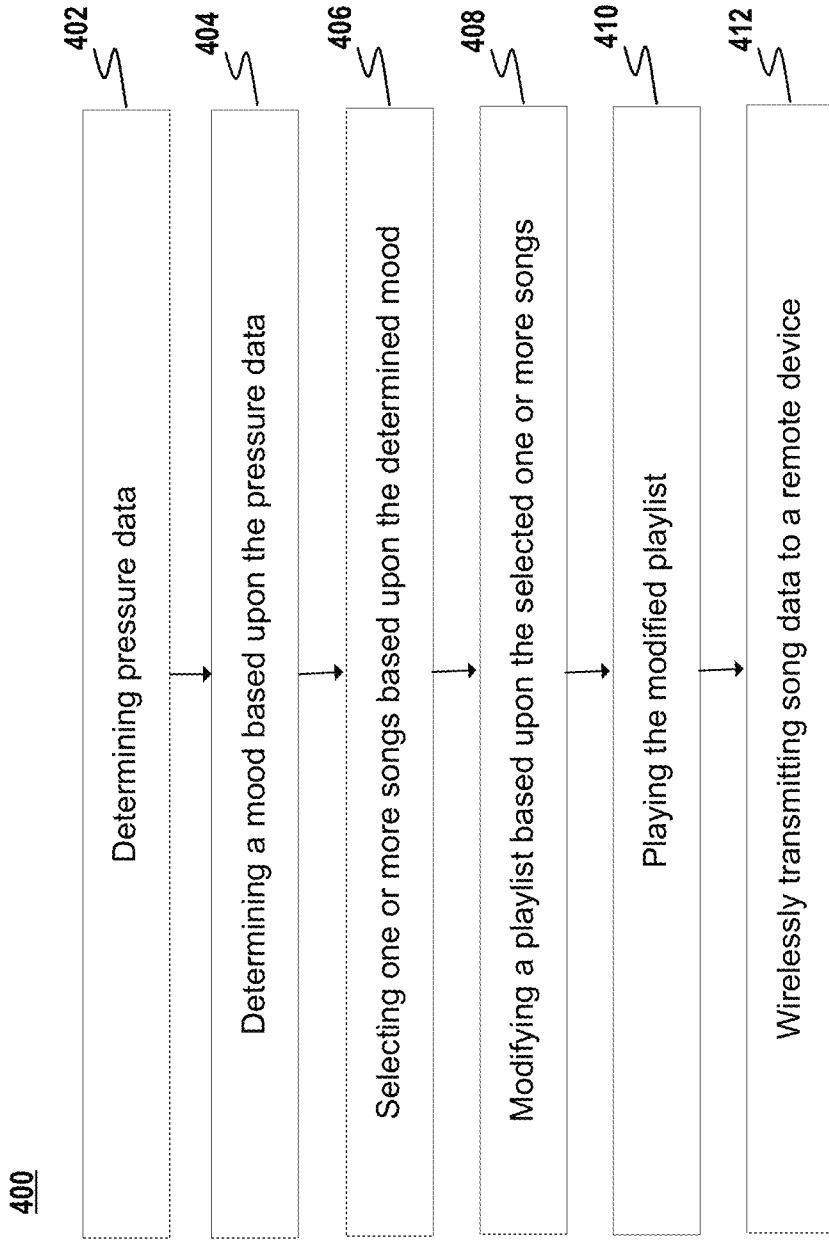 400
Determining pressure data
402
Determining a mood based upon the pressure data
404
Selecting one or more songs based upon the determined mood
406
Modifying a playlist based upon the selected one or more songs
408
Playing the modified playlist
410
Wirelessly transmitting song data to a remote device
412